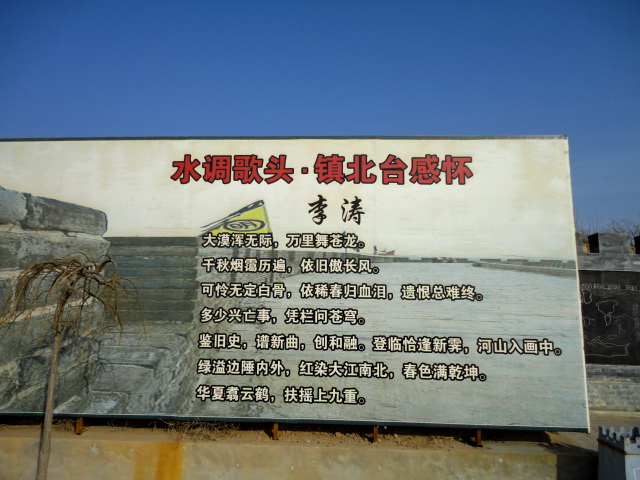 水调歌头·镇北台感怀
李涛
大漠浑无际，万里舞苍龙。
千秋烟霭历遍，依旧傲长风。
可怜无定白骨，依稀春归血泪，遗恨总难终。
多少兴亡事，凭栏问苍穹。
鉴旧史，谱新曲，创和融。登临恰逢新霁，河山入画中。
绿溢边陲内外，红染大江南北，春色满乾坤。
华夏翥云鹤，扶摇上九重。